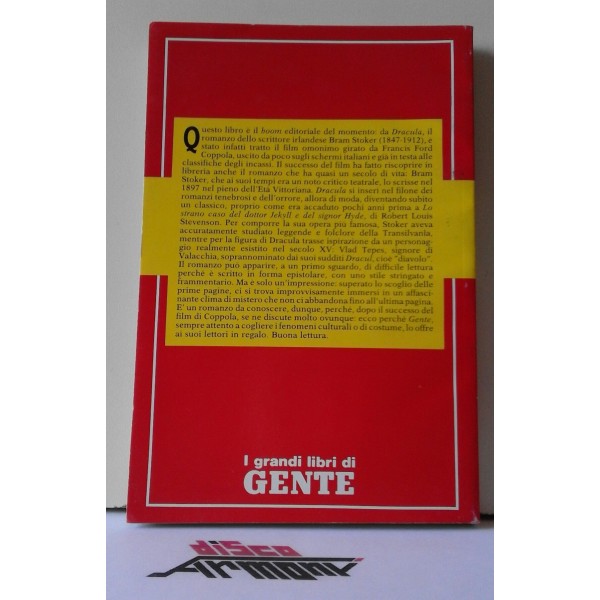 Questo libro è il boom editoriale del momento: da Dracula, il
romanzo dello scrittore irlandese Bram Stoker (1847-1912), è
stato infatti tratto il film omonimo girato da Francis Ford
Coppola, uscito da poco sugli schermi italiani e già in testa alle
classifiche degli incassi. Il successo del film ha fatto riscoprire in
libreria anche il romanzo che ha quasi un secolo di vita: Bram
Stoker, che ai suoi tempi era un noto critico teatrale, lo scrisse nel
1897 nel pieno dell'Età Vittoriana. Dracula si inserì nel filone dei
romanzi tenebrosi e dell'orrore, allora di moda, diventando subito
un classico, proprio come era accaduto pochi anni prima a Lo
strano caso del dottor Jekyll e del signor Hyde, di Robert Louis
Stevenson. Per comporre la sua opera più famosa, Stoker aveva
accuratamente studiato leggende e folclore della Transilvania,
mentre per la figura di Dracula trasse ispirazione da un personag-
gio realmente esistito nel secolo XV: Vlad Tepes, signore di
Valacchia, soprannominato dai suoi sudditi Dracul, cioè "diavolo".
Il romanzo può apparire, a un primo sguardo, di difficile lettura
perché è scritto in forma epistolare, con uno stile stringato e
frammentario. Ma è solo un'impressione: superato lo scoglio delle
prime pagine, ci si trova improvvisamente immersi in un affasci-
nante clima di mistero che non ci abbandona fino all'ultima pagina.
E' un romanzo da conoscere, dunque, perché, dopo il successo del
film di Coppola, se ne discute molto ovunque: ecco perché Gente,
sempre attento a cogliere i fenomeni culturali o di costume, lo offre
ai suoi lettori in regalo. Buona lettura.
I grandi libri di
GENTE
disco
Armony